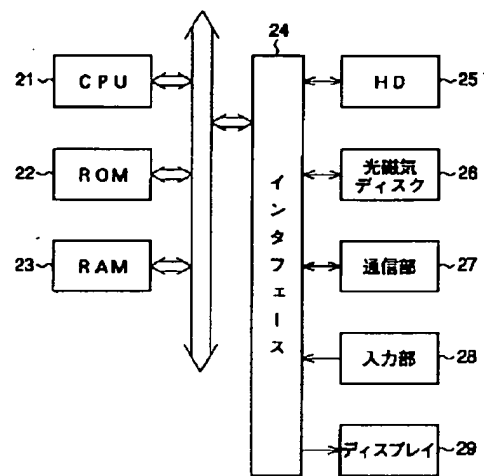 24
21 CPU
22 ROM
23 RAM
インタフェース
HD 25
光磁気
ディスク 26
通信部 27
入力部 28
ディスプレイ 29